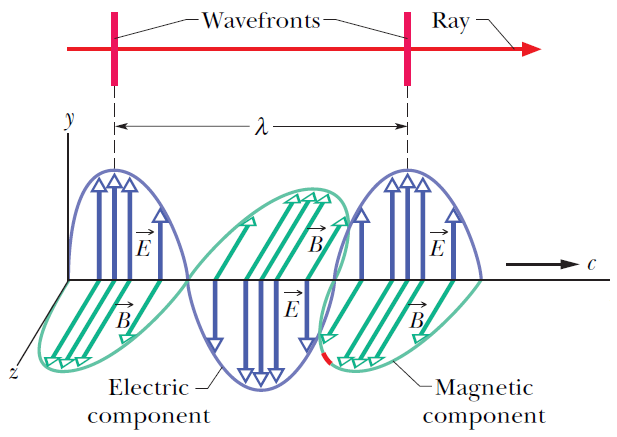 Wavefronts
Ray
y
λ
E
B
E
B
E
B
c
z
Electric
component
Magnetic
component